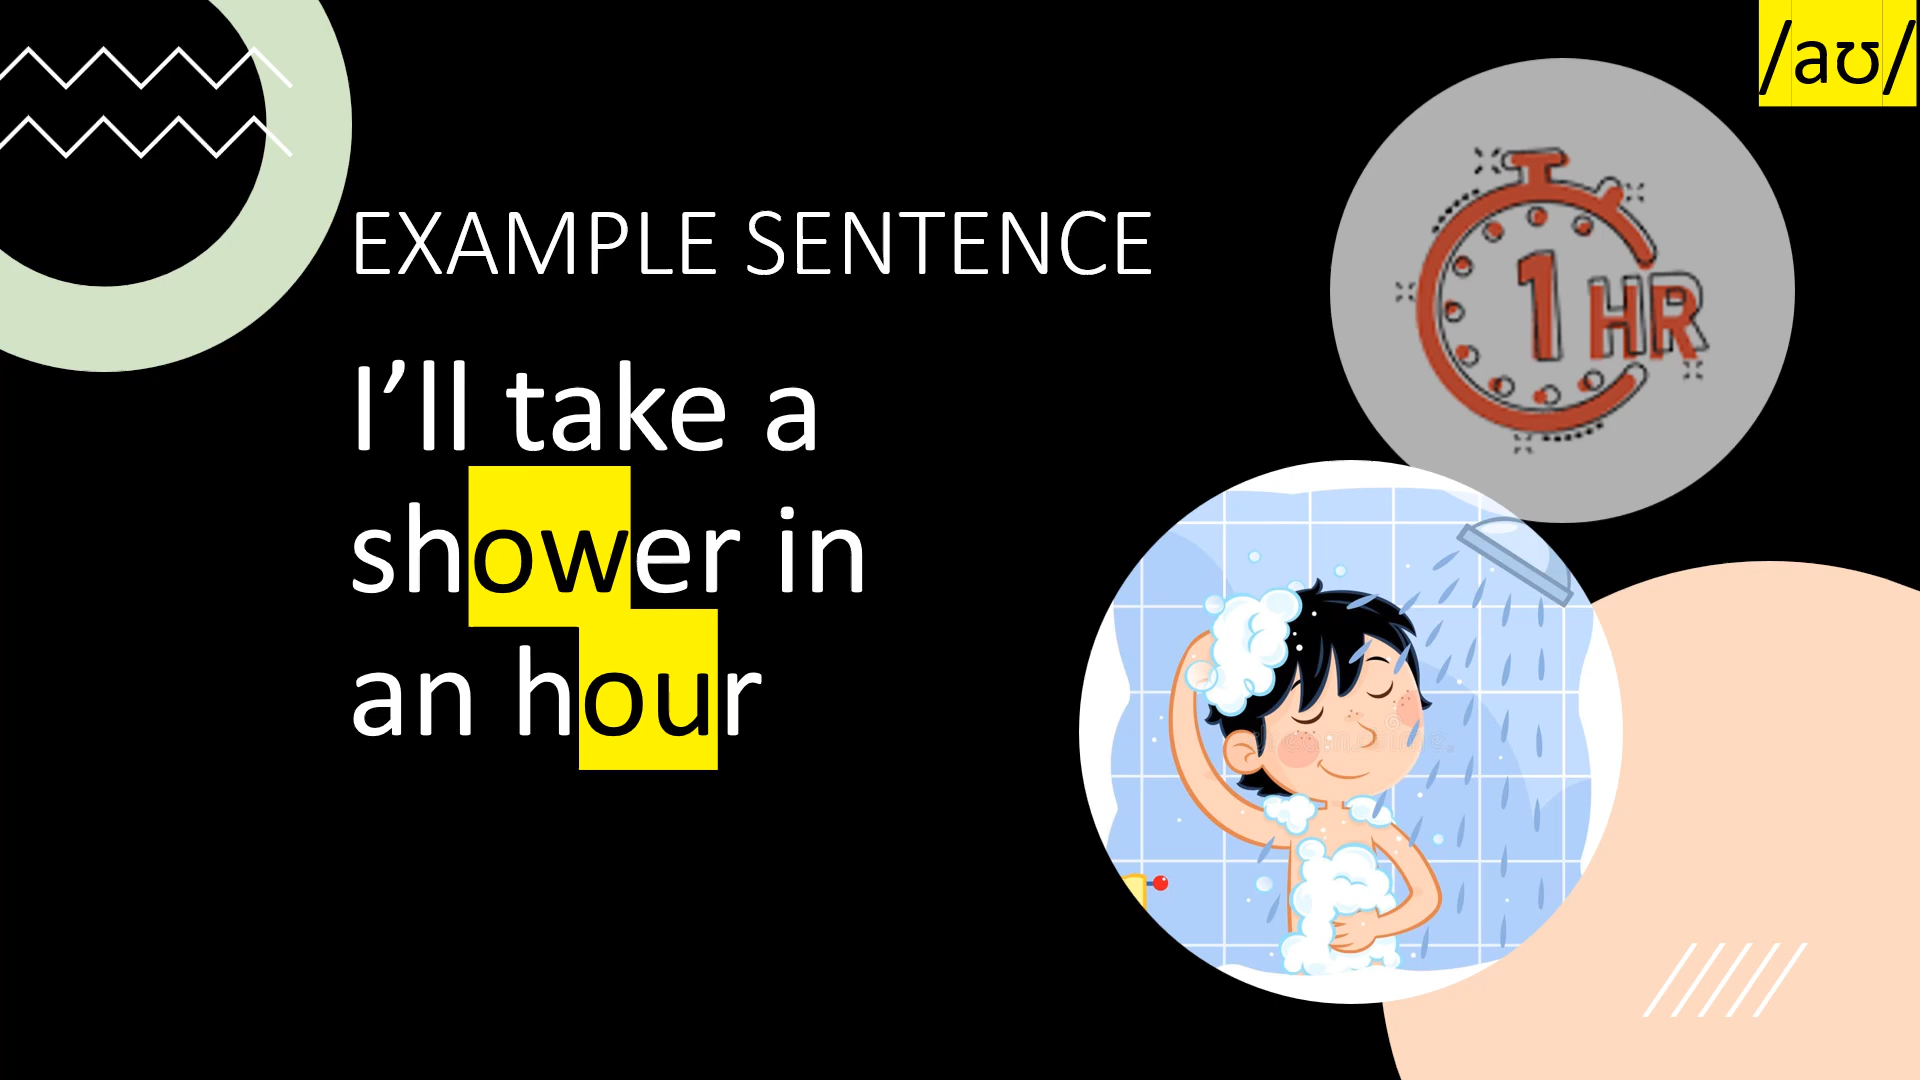 /aʊ/
EXAMPLE SENTENCE
1 HR
I’ll take a
shower in
an hour